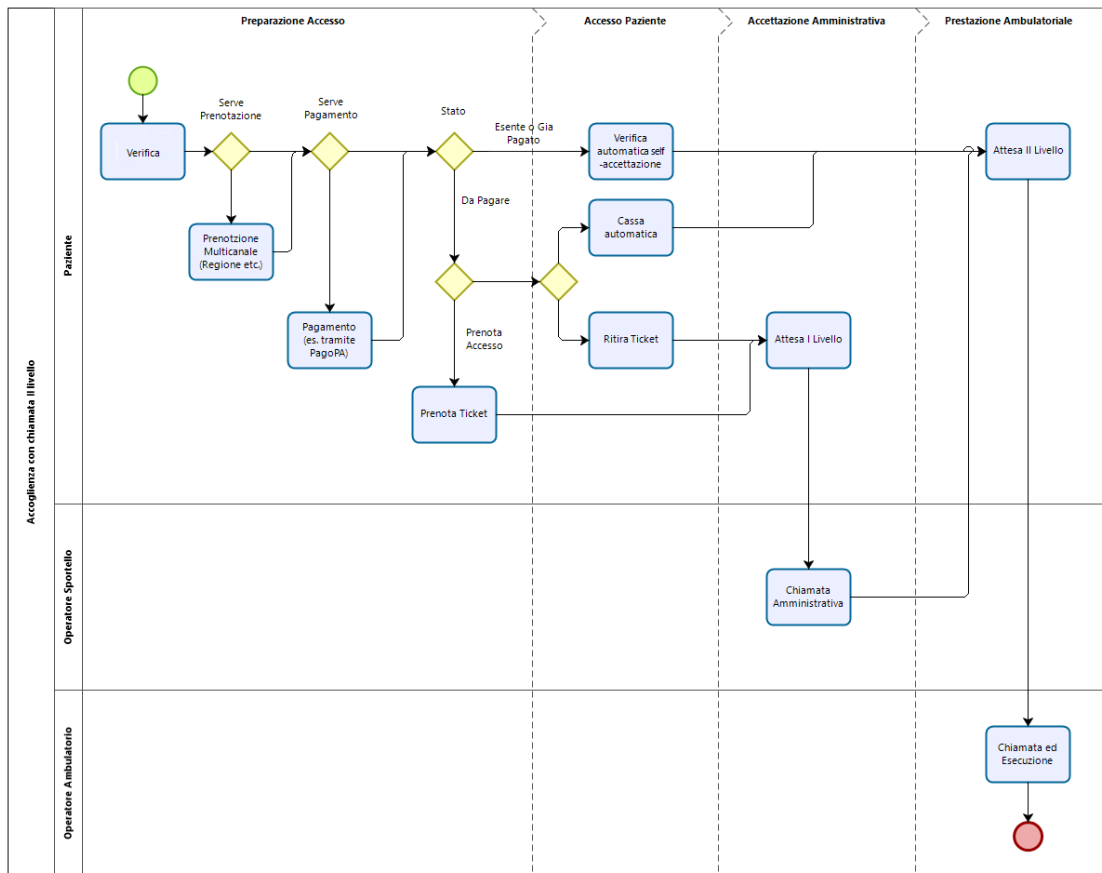 Preparazione Accesso
Accesso Paziente
Accettazione Amministrativa
Prestazione Ambulatoriale
Accoglienza con chiamata II livello
Paziente
Serve
Prenotazione
Serve
Pagamento
Stato
Esente o Gia
Pagato
Verifica
Verifica
automatica self
-accettazione
Attesa II Livello
Da Pagare
Cassa
automatica
Prenotzione
Multicanale
(Regione etc.)
Pagamento
(es. tramite
PagoPA)
Prenota
Accesso
Ritira Ticket
Attesa I Livello
Prenota Ticket
Operatore Sportello
Chiamata
Amministrativa
Operatore Ambulatorio
Chiamata ed
Esecuzione